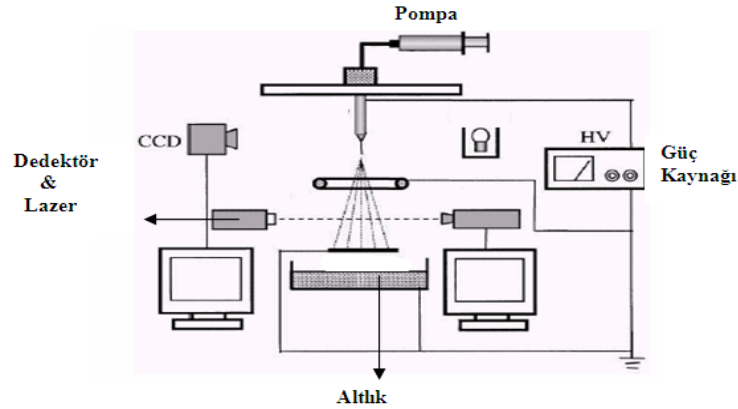 Pompa
CCD
HV
Güç
Kaynağı
Dedektör
&
Lazer
Altlık